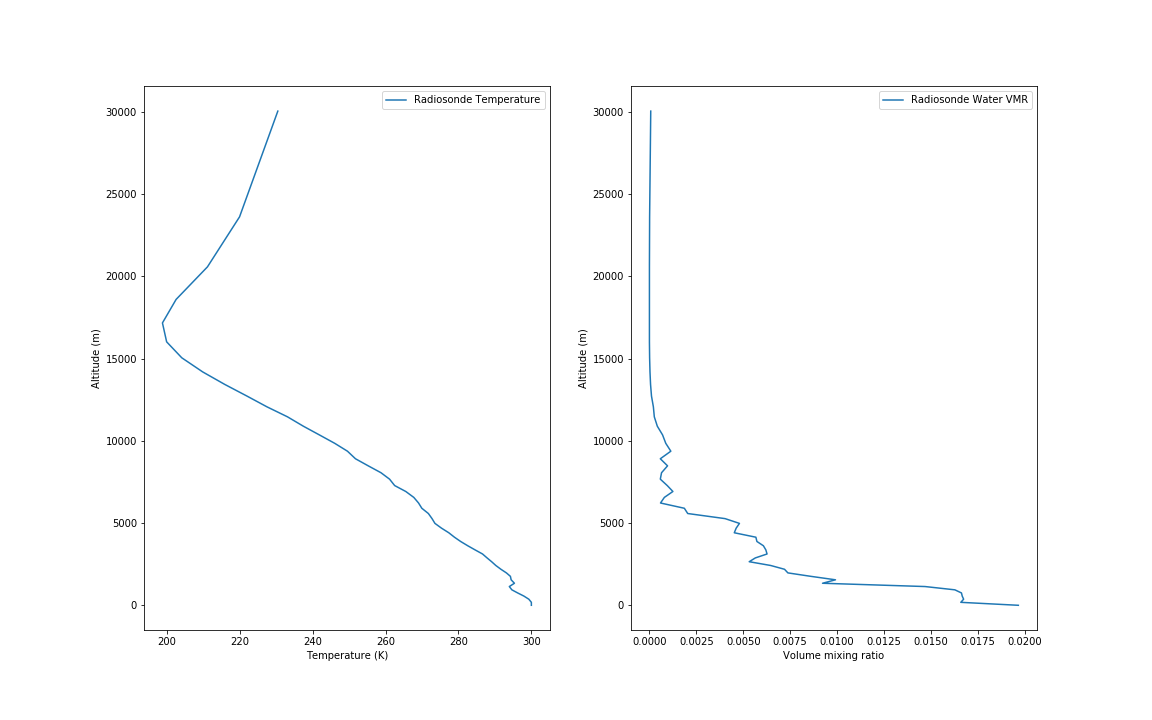 Radiosonde Temperature
30000
25000
20000
15000
10000
5000
0
Altitude (m)
200 220 240 260 280 300
Temperature (K)
Radiosonde Water VMR
30000
25000
20000
15000
10000
5000
0
Altitude (m)
0.0000 0.0025 0.0050 0.0075 0.0100 0.0125 0.0150 0.0175 0.0200
Volume mixing ratio